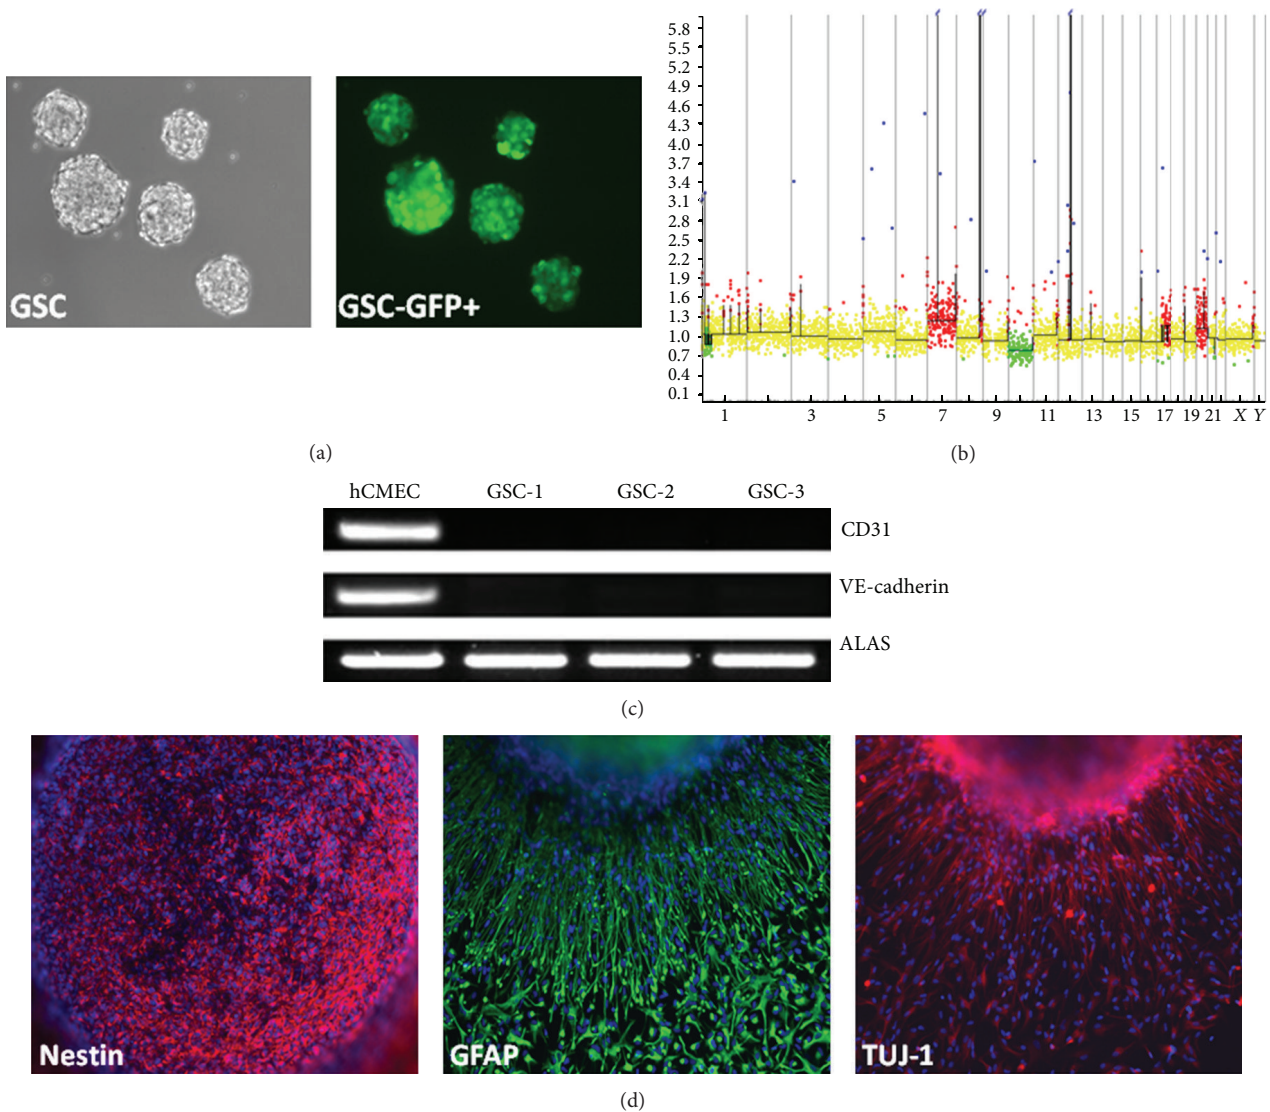 GSC
GSC-GFP+
(a)
5.8
5.5
5.2
4.9
4.6
4.3
4.0
3.7
3.4
3.1
2.8
2.5
2.2
1.9
1.6
1.3
1.0
0.7
0.4
0.1
1 3 5 7 9 11 13 15 17 19 21 X Y
(b)
hCMEC GSC-1 GSC-2 GSC-3
CD31
VE-cadherin
ALAS
(c)
Nestin
GFAP
TUJ-1
(d)